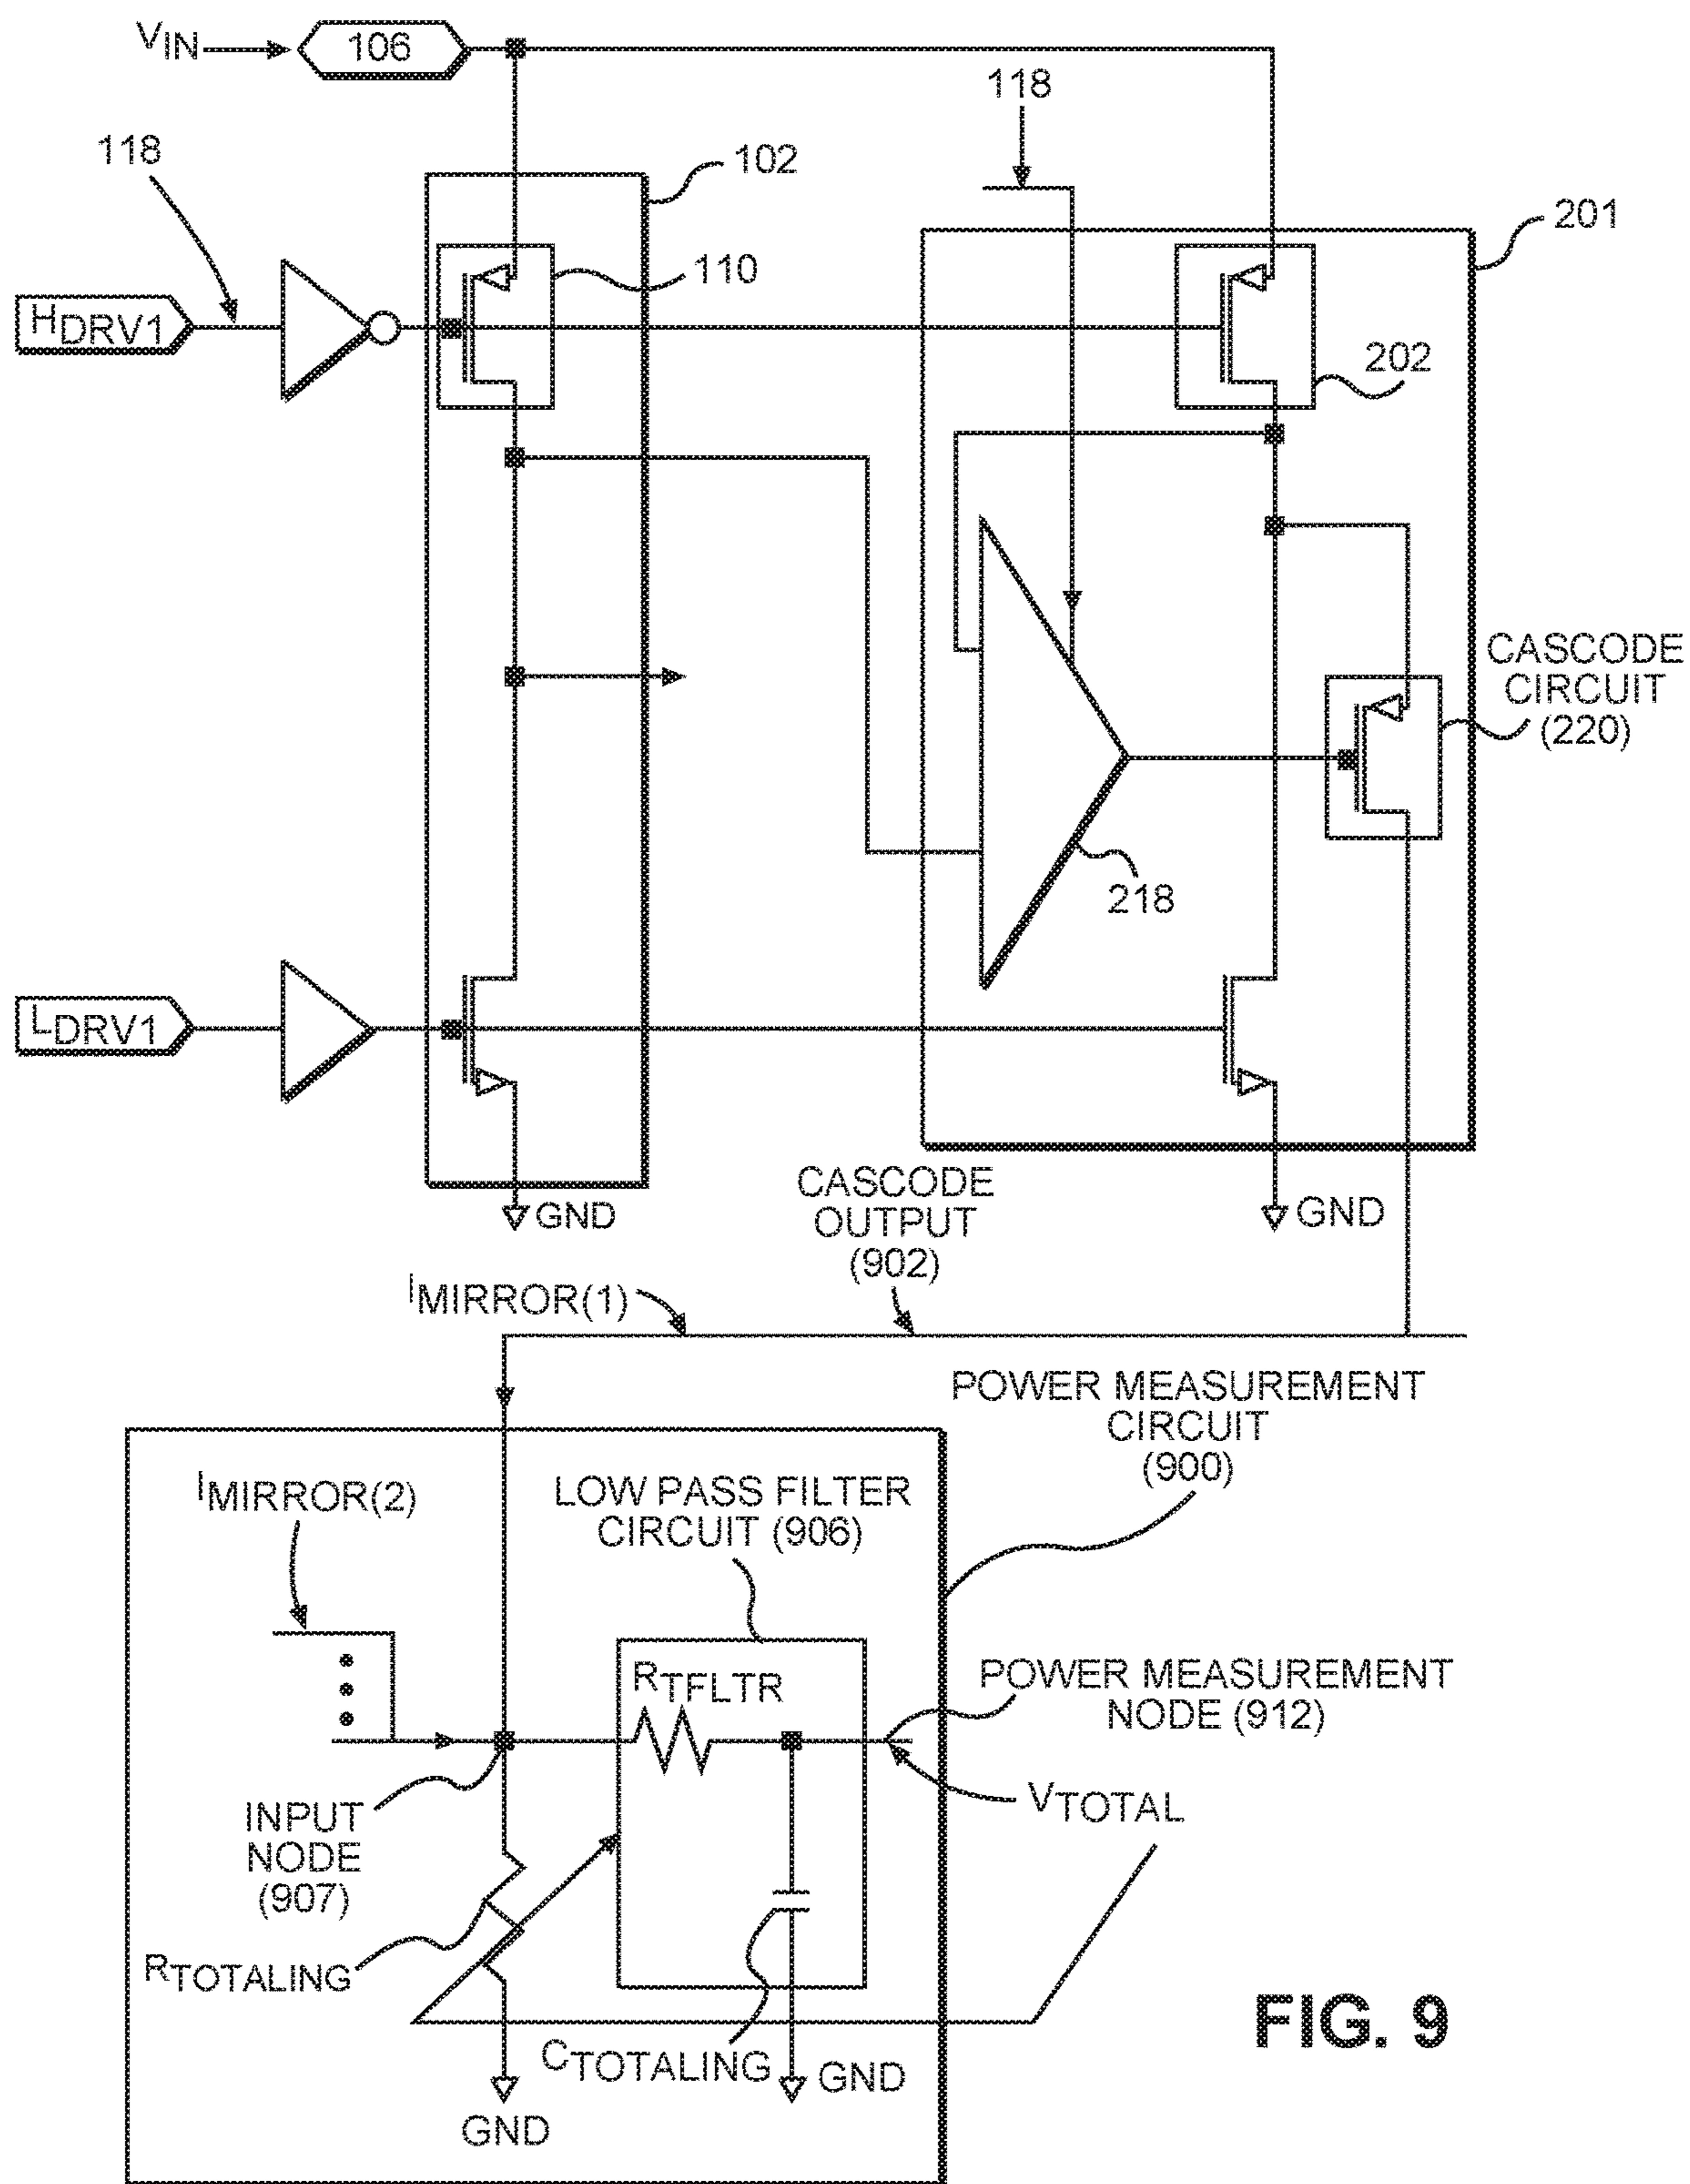 VIN
106
118
118
102
201
HDRV1
110
202
CASCODE
CIRCUIT
(220)
218
LDRV1
GND
CASCODE
OUTPUT
(902)
GND
IMIRROR(1)
POWER MEASUREMENT
CIRCUIT
(900)
IMIRROR(2)
LOW PASS FILTER
CIRCUIT (906)
RTFLTR
POWER MEASUREMENT
NODE (912)
VTOTAL
INPUT
NODE
(907)
RTOTALING
CTOTALING
GND
GND
FIG. 9